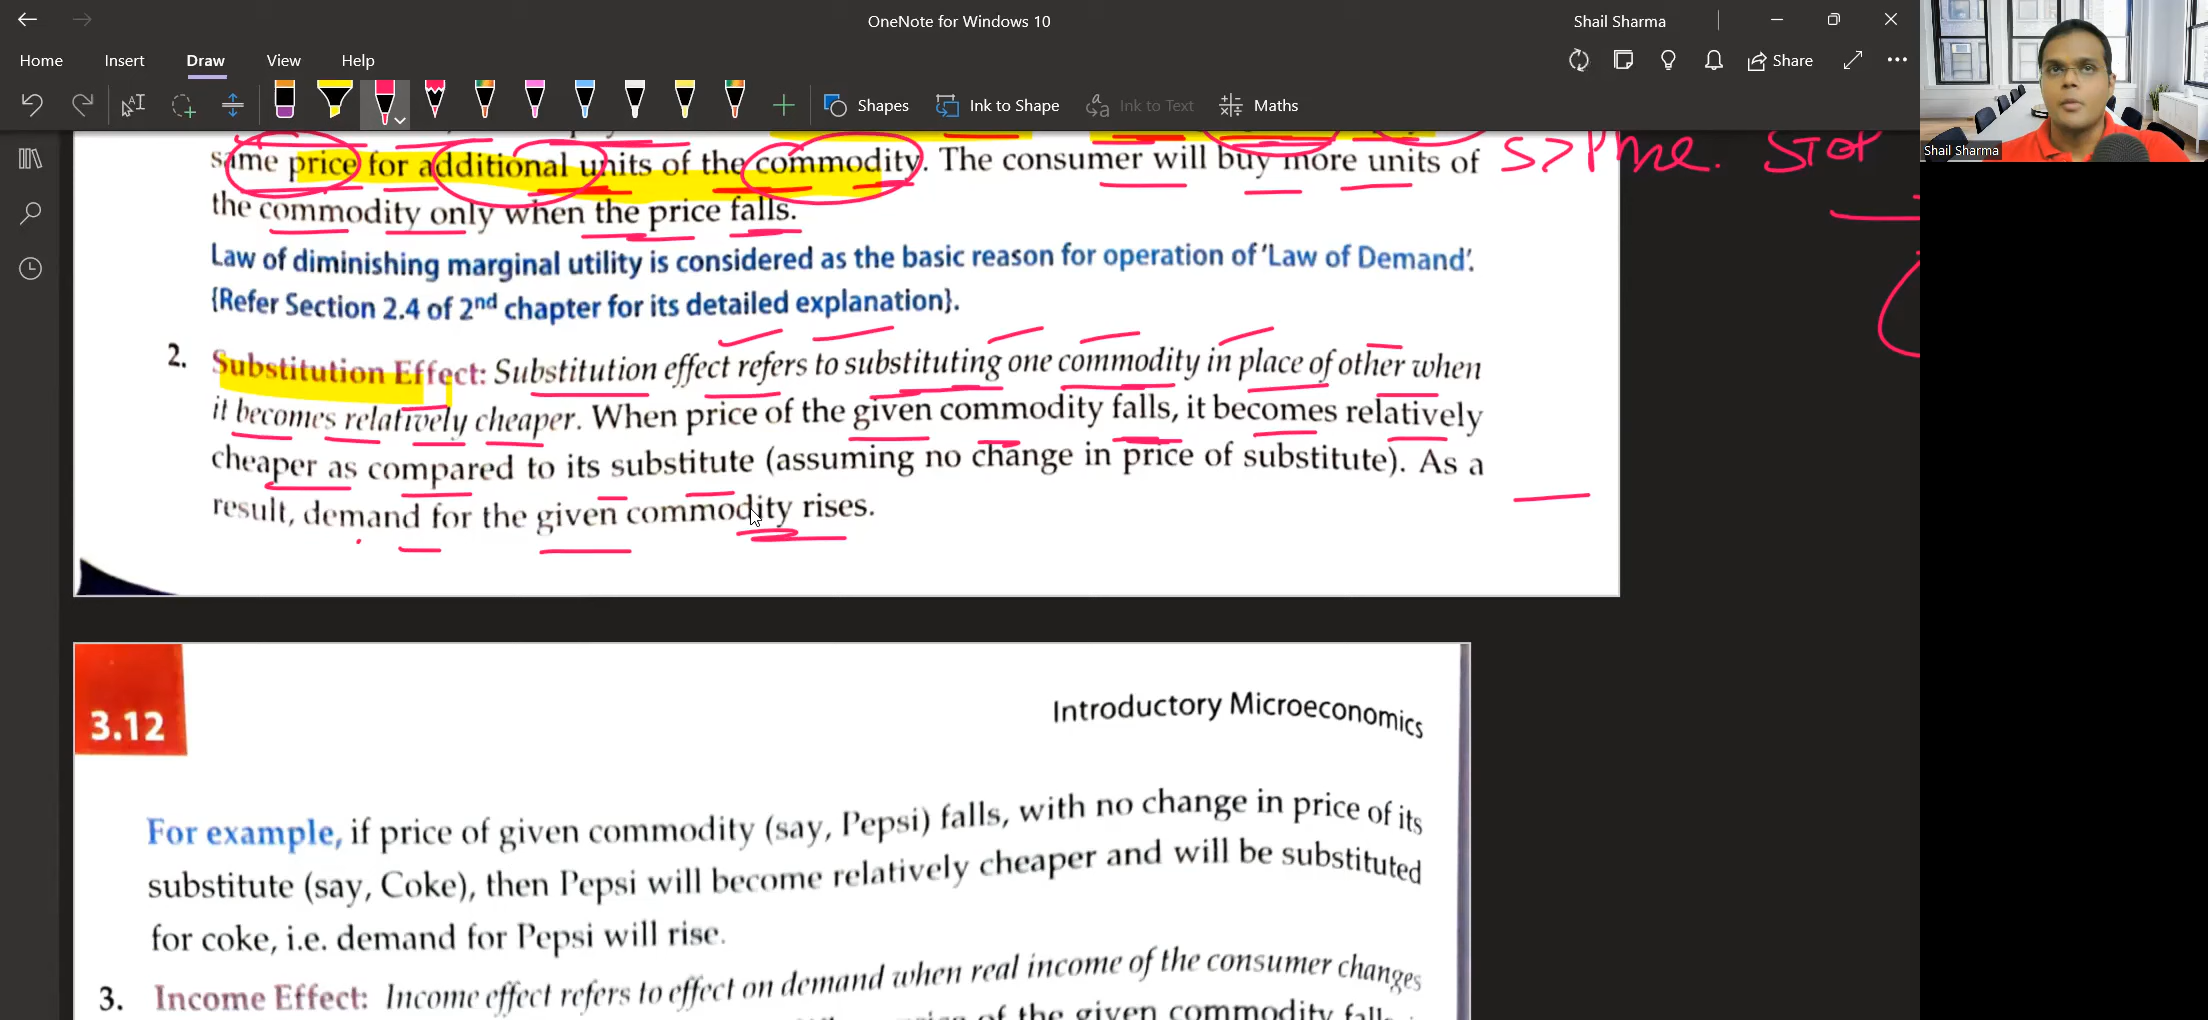 OneNote for Windows 10
Shail Sharma
Home Insert Draw View Help
Share
Shapes Ink to Shape Ink to Text Maths
Shail Sharma
same price for additional units of the commodity. The consumer will buy more units of
the commodity only when the price falls.
Law of diminishing marginal utility is considered as the basic reason for operation of 'Law of Demand'.
{Refer Section 2.4 of 2nd chapter for its detailed explanation}.
2. Substitution Effect: Substitution effect refers to substituting one commodity in place of other when
it becomes relatively cheaper. When price of the given commodity falls, it becomes relatively
cheaper as compared to its substitute (assuming no change in price of substitute). As a
result, demand for the given commodity rises.
3.12
Introductory Microeconomics
For example, if price of given commodity (say, Pepsi) falls, with no change in price of its
substitute (say, Coke), then Pepsi will become relatively cheaper and will be substituted
for coke, i.e. demand for Pepsi will rise.
3. Income Effect: Income effect refers to effect on demand when real income of the consumer changes
of the given commodity